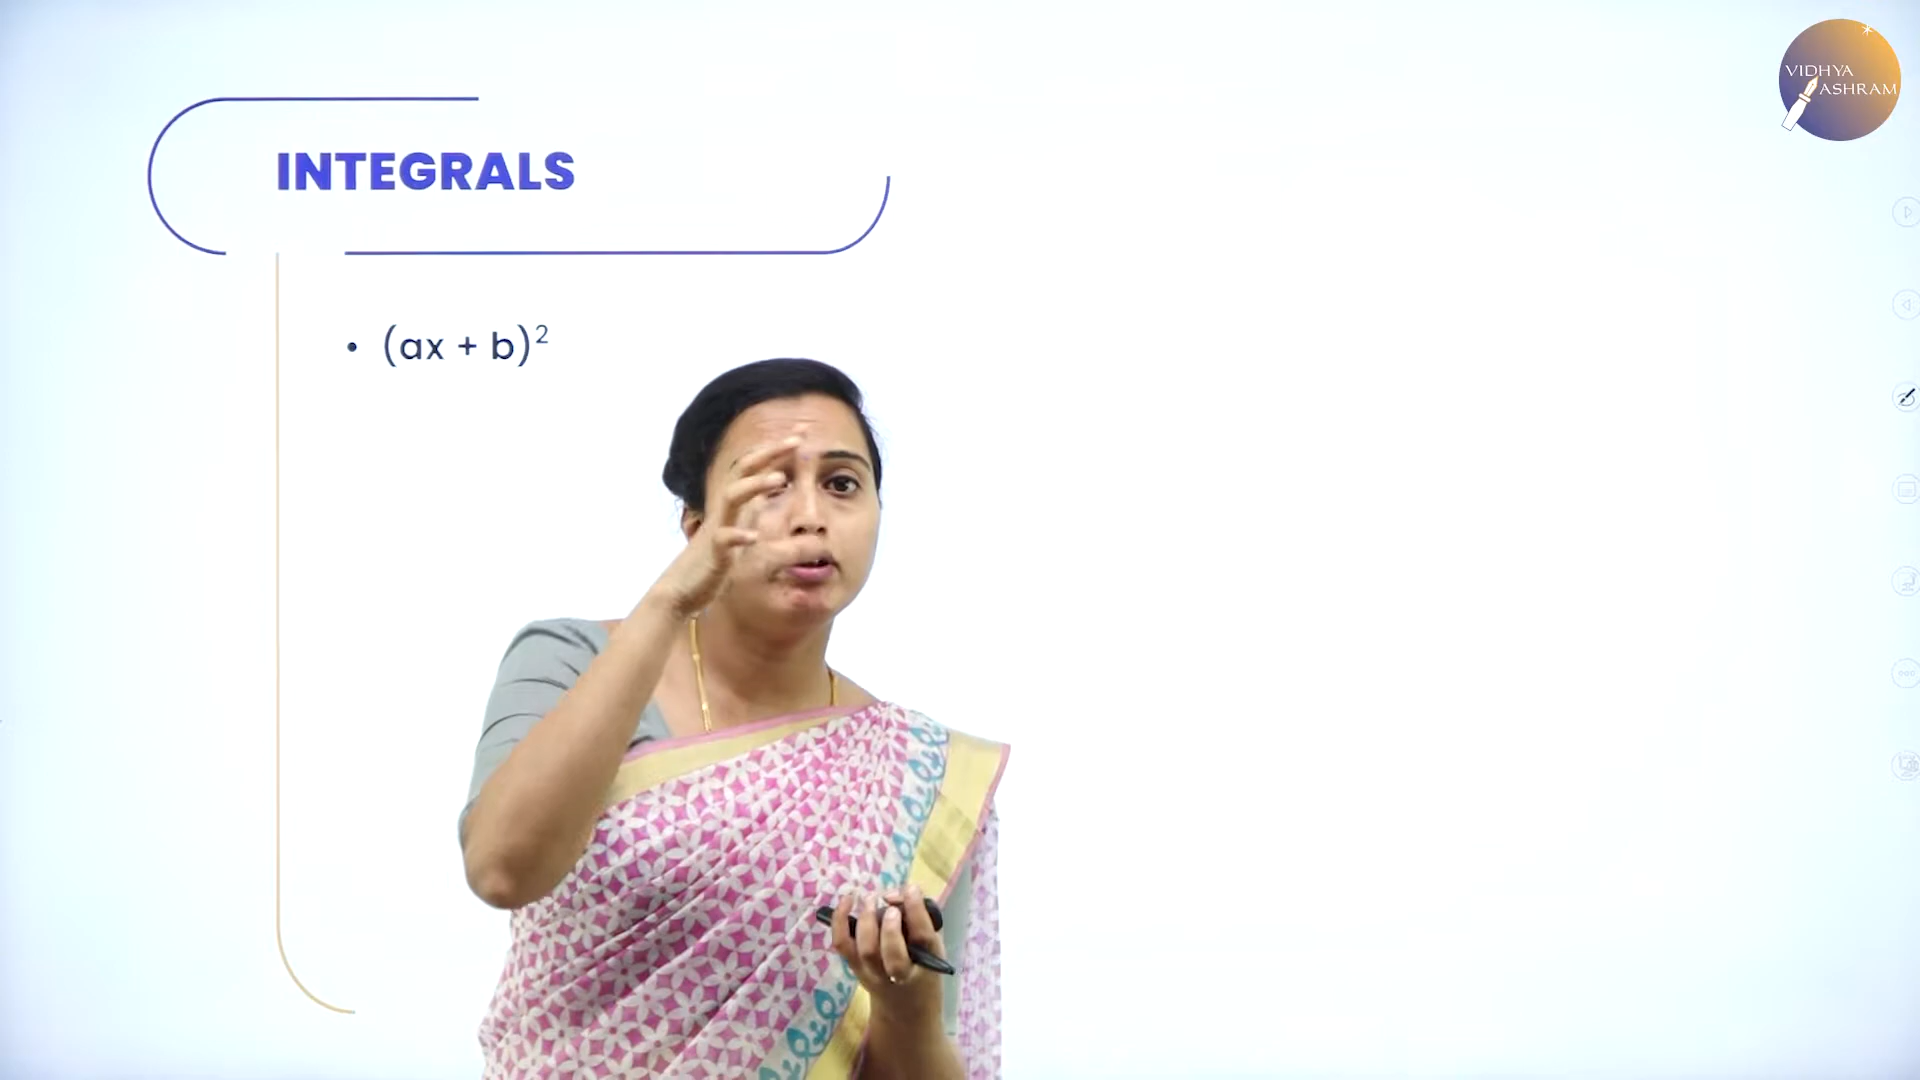 VIDHYA
ASHRAM
INTEGRALS
• (ax + b)²